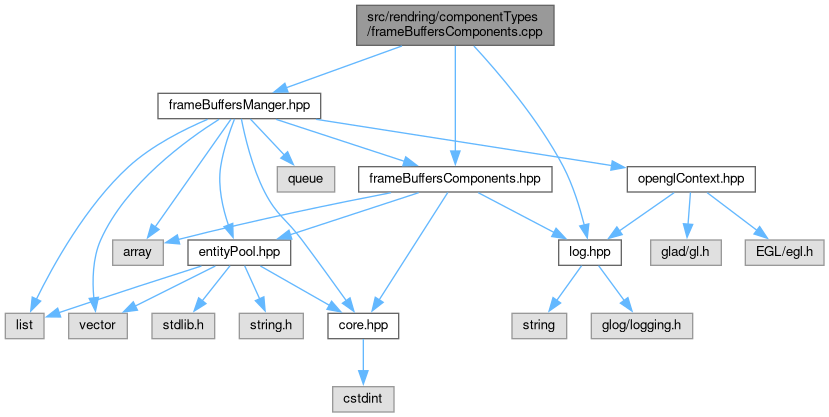 src/rendring/componentTypes
/frameBuffersComponents.cpp
frameBuffersManger.hpp
queue
frameBuffersComponents.hpp
openglContext.hpp
array
entityPool.hpp
log.hpp
glad/gl.h
EGL/egl.h
list
vector
stdlib.h
string.h
core.hpp
string
glog/logging.h
cstdint